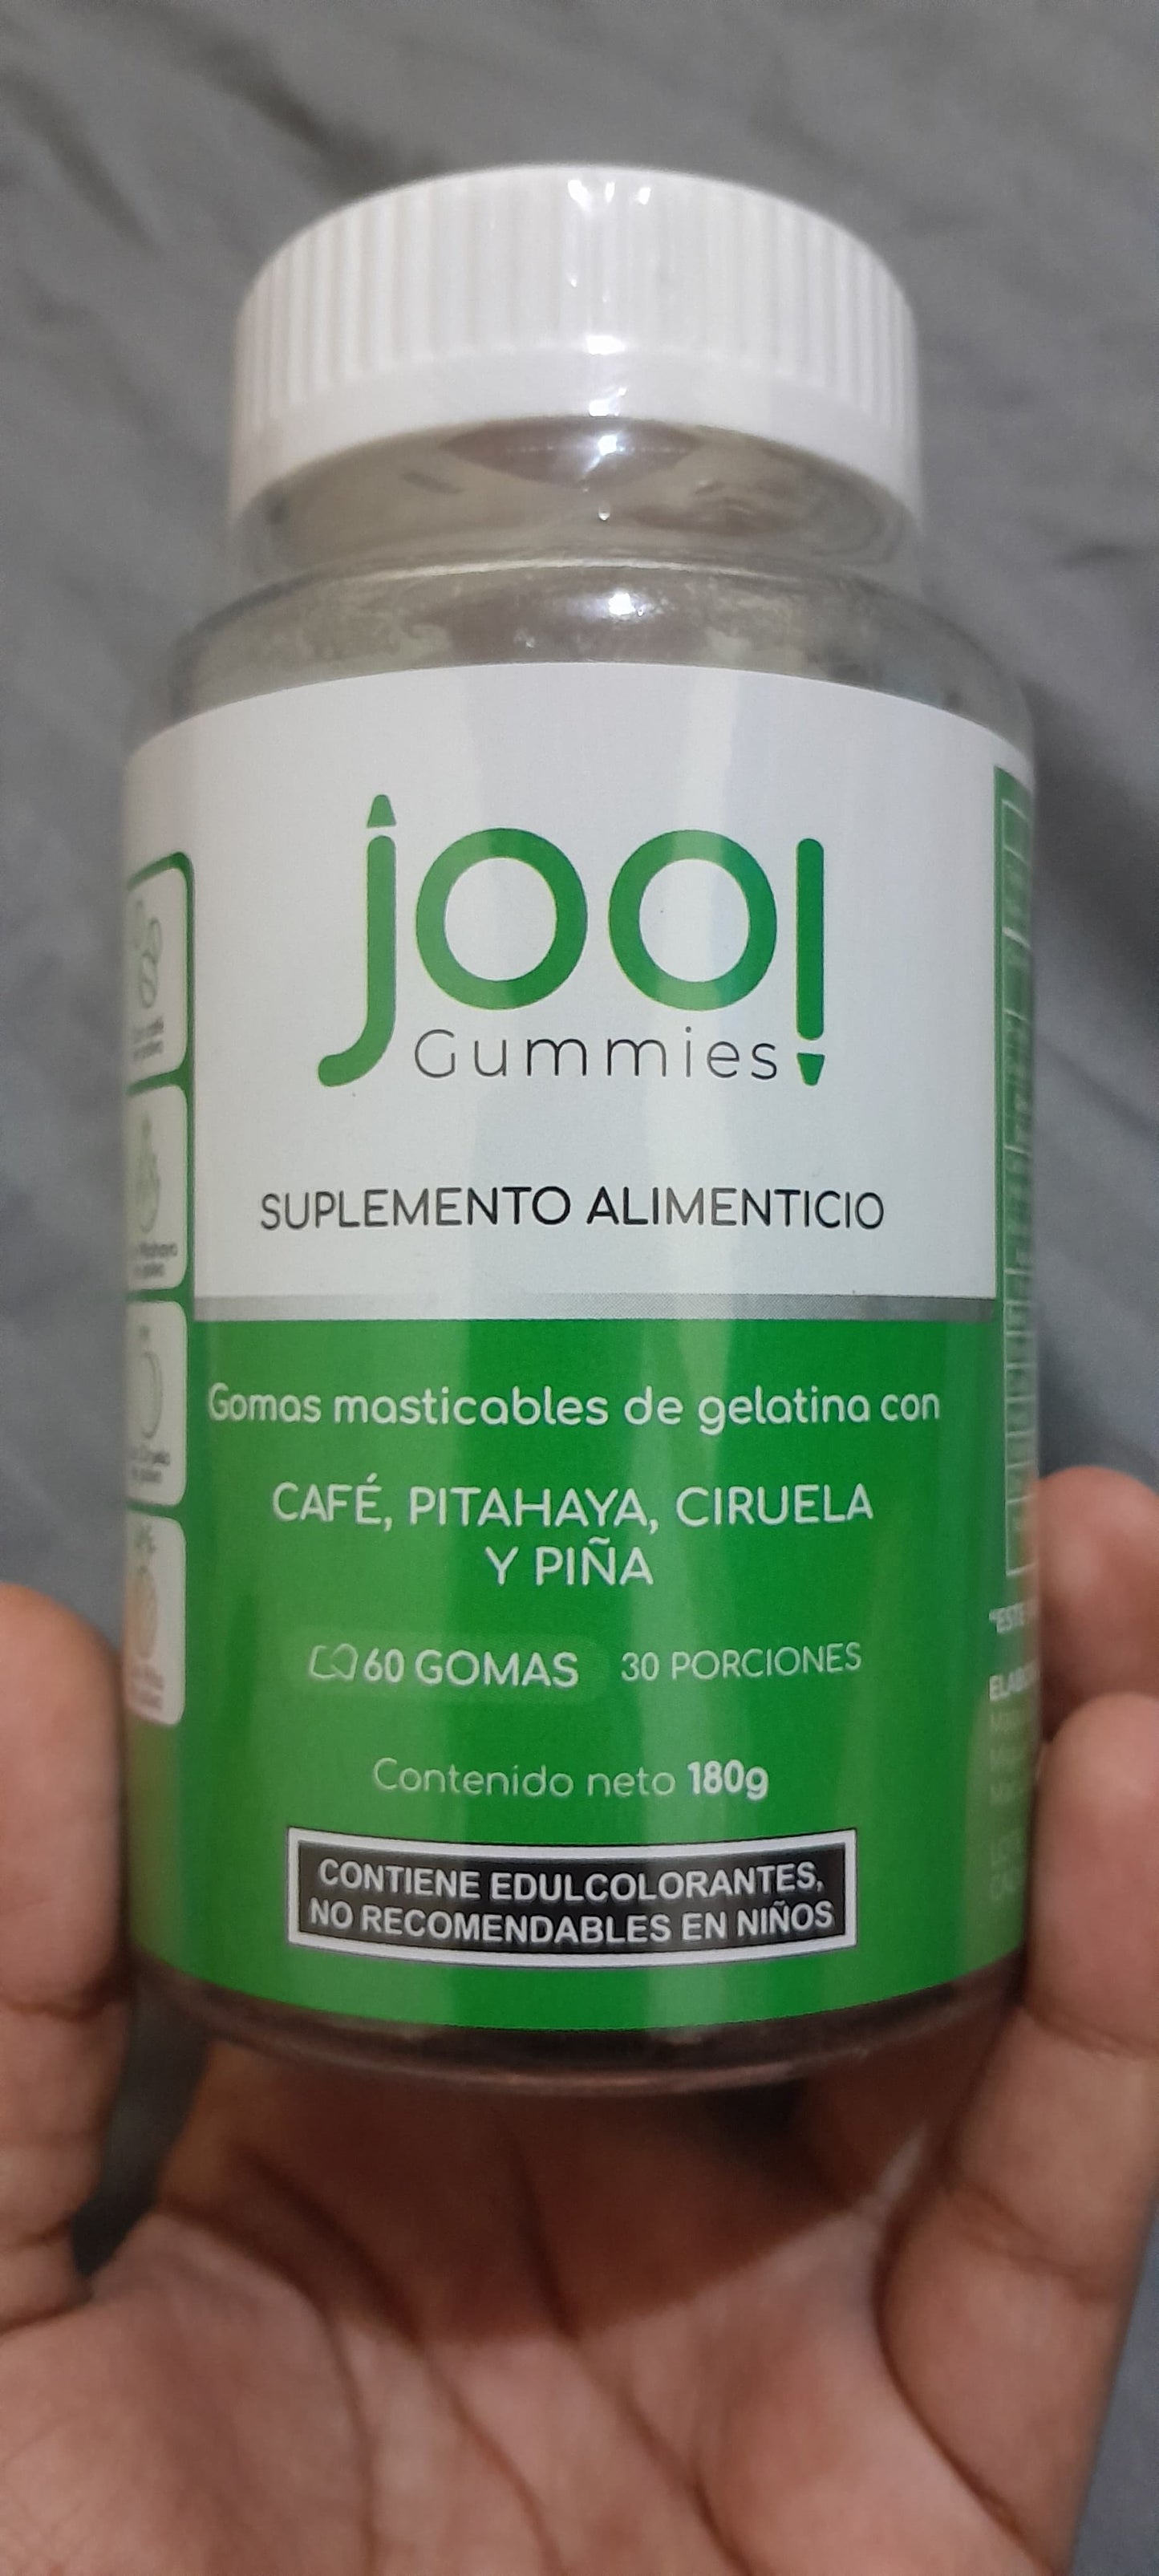 joo!
Gummies
SUPLEMENTO ALIMENTICIO
Gomas masticables de gelatina con
CAFÉ, PITAHAYA, CIRUELA
Y PIÑA
60 GOMAS 30 PORCIONES
Contenido neto 180g
CONTIENE EDULCOLORANTES,
NO RECOMENDABLES EN NIÑOS
"ESTE